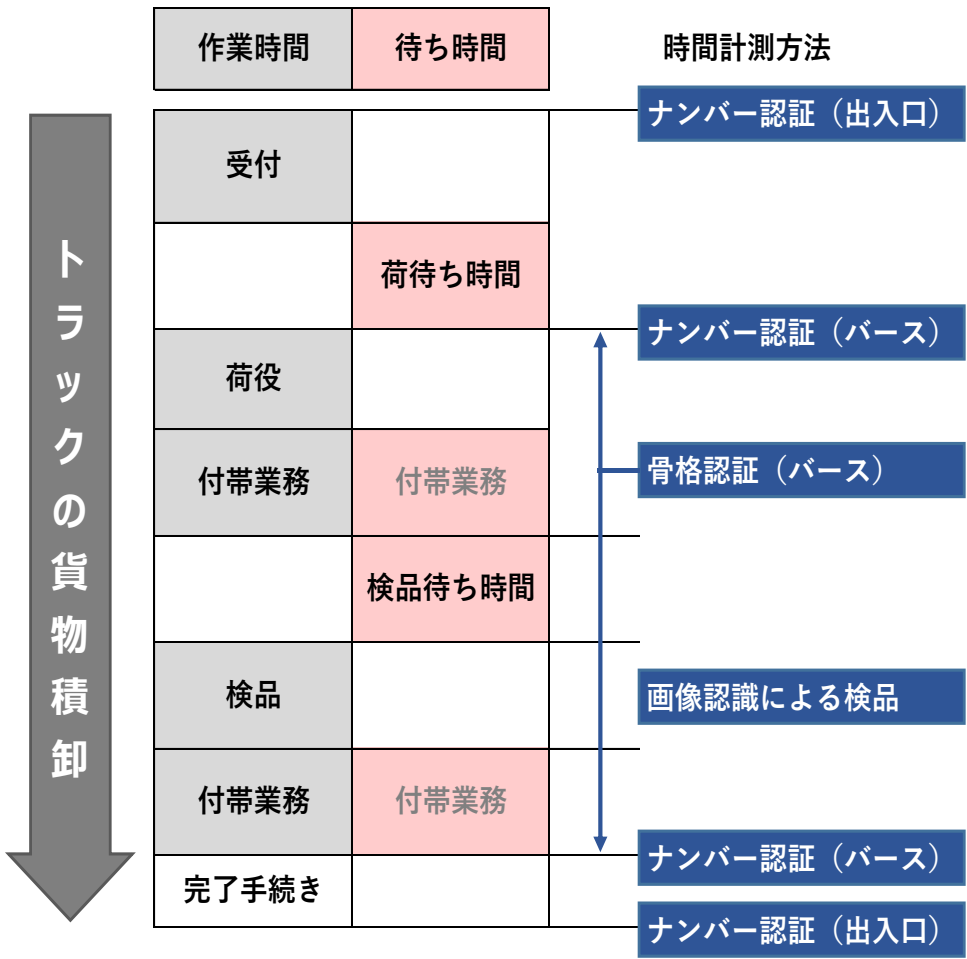 作業時間 待ち時間 時間計測方法
トラックの貨物積卸
ナンバー認証（出入口）
受付
荷待ち時間
ナンバー認証（バース）
荷役
付帯業務 付帯業務 骨格認証（バース）
検品待ち時間
検品 画像認識による検品
付帯業務 付帯業務
ナンバー認証（バース）
完了手続き
ナンバー認証（出入口）